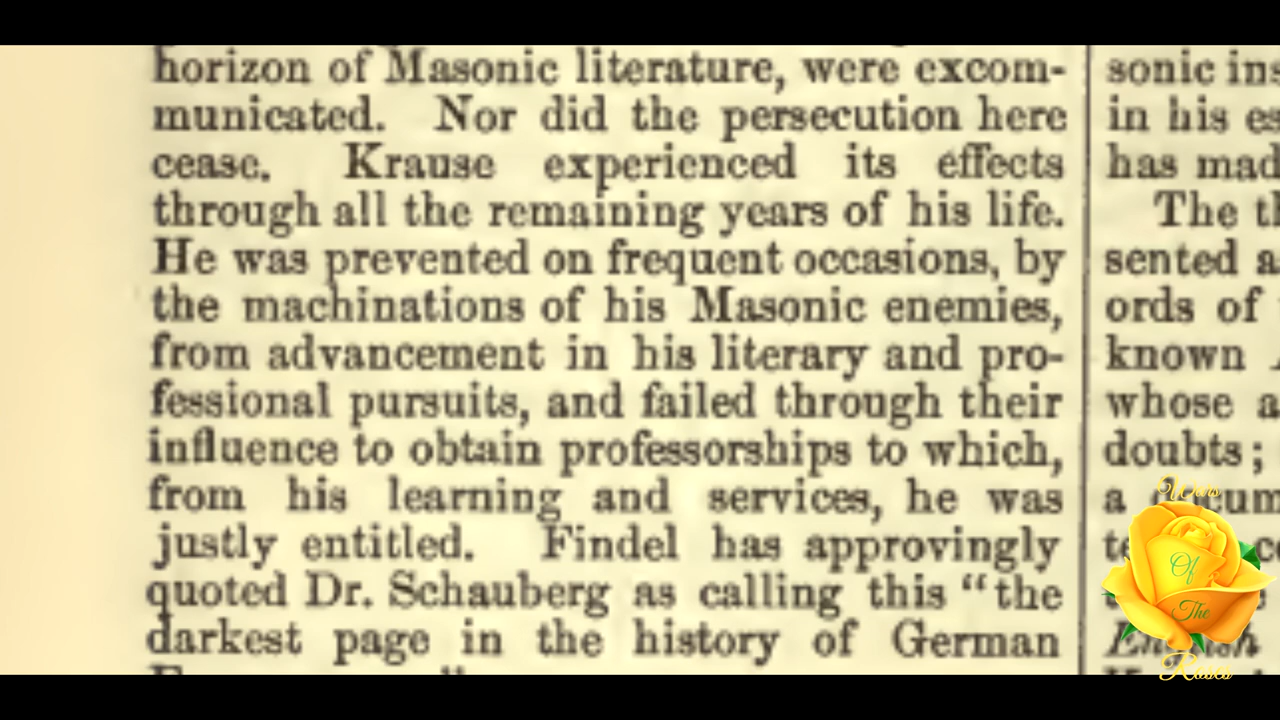 horizon of Masonic literature, were excom-
municated. Nor did the persecution here
cease. Krause experienced its effects
through all the remaining years of his life.
He was prevented on frequent occasions, by
the machinations of his Masonic enemies,
from advancement in his literary and pro-
fessional pursuits, and failed through their
influence to obtain professorships to which,
from his learning and services, he was
justly entitled. Findel has approvingly
quoted Dr. Schauberg as calling this “the
darkest page in the history of German
sonic
in his
has
The
sented
ords of
known
whose
doubts;
a
Wars
Of
The
Roses